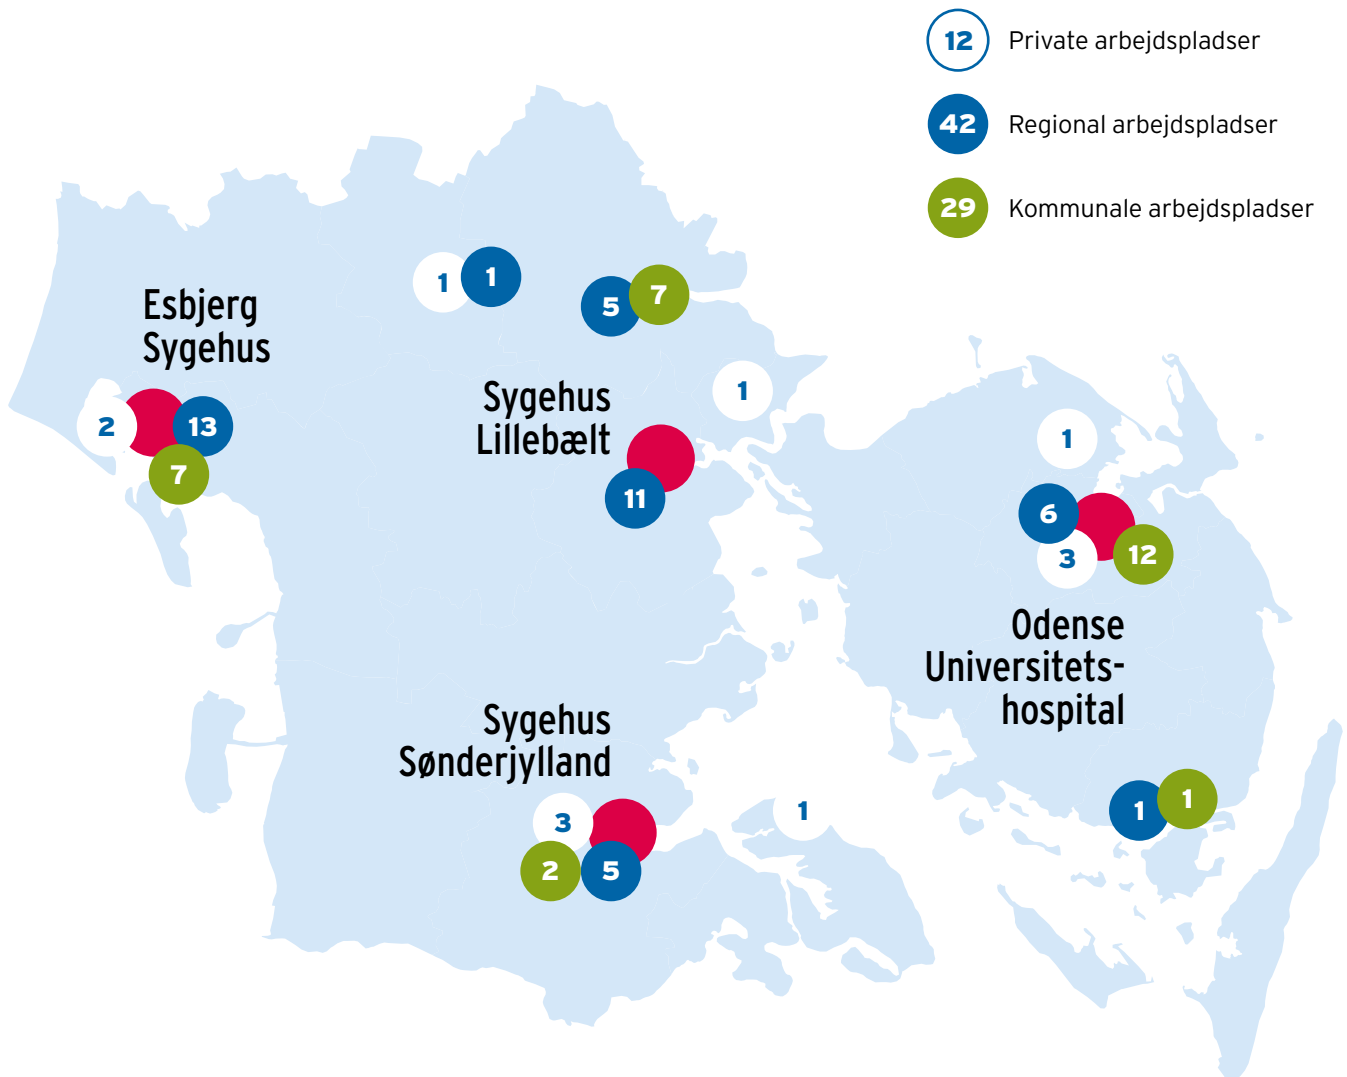 12 Private arbejdspladser
42 Regional arbejdspladser
29 Kommunale arbejdspladser
1 1
5 7
Esbjerg
Sygehus
2 13
7
Sygehus
Lillebælt
1
11
1
6
3 12
Odense
Universitets-
hospital
Sygehus
Sønderjylland
3
2 5
1
1 1